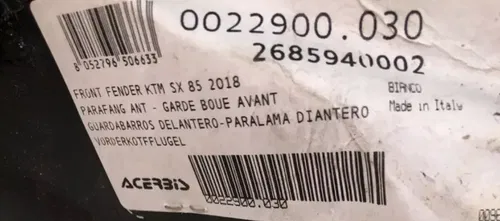 0022900.030
2685940002
8 052796 506633
FRONT FENDER KTM SX 85 2018
BIANCO
PARAFANG ANT - GARDE BOUE AVANT
Made in Italy
GUARDABARROS DELANTERO-PARALAMA DIANTERO
VORDERKOTFFLUGEL
ACERBIS
0022900.030